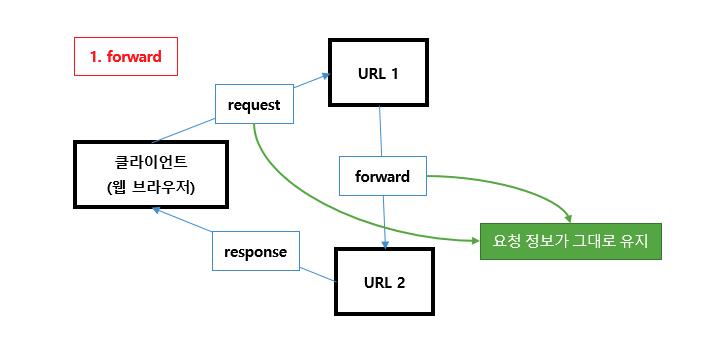 1. forward
URL 1
request
클라이언트
(웹 브라우저)
forward
요청 정보가 그대로 유지
response
URL 2